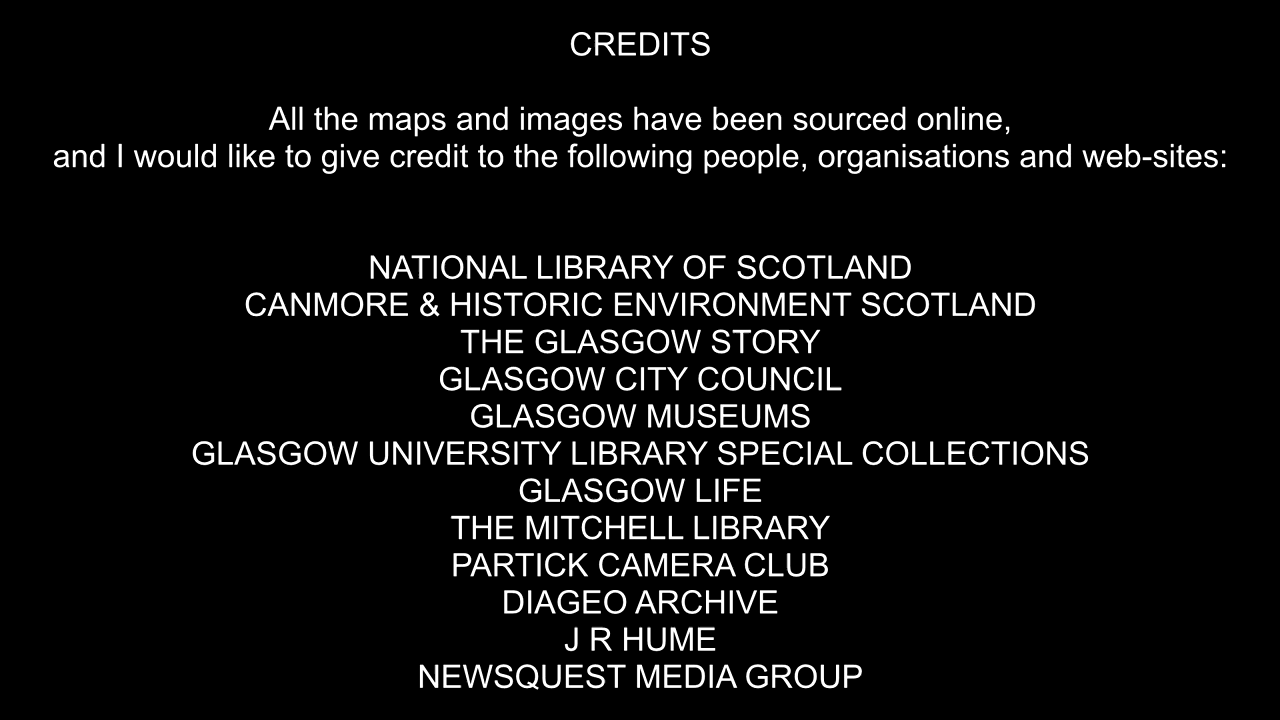 CREDITS
All the maps and images have been sourced online,
and I would like to give credit to the following people, organisations and web-sites:
NATIONAL LIBRARY OF SCOTLAND
CANMORE & HISTORIC ENVIRONMENT SCOTLAND
THE GLASGOW STORY
GLASGOW CITY COUNCIL
GLASGOW MUSEUMS
GLASGOW UNIVERSITY LIBRARY SPECIAL COLLECTIONS
GLASGOW LIFE
THE MITCHELL LIBRARY
PARTICK CAMERA CLUB
DIAGEO ARCHIVE
J R HUME
NEWSQUEST MEDIA GROUP